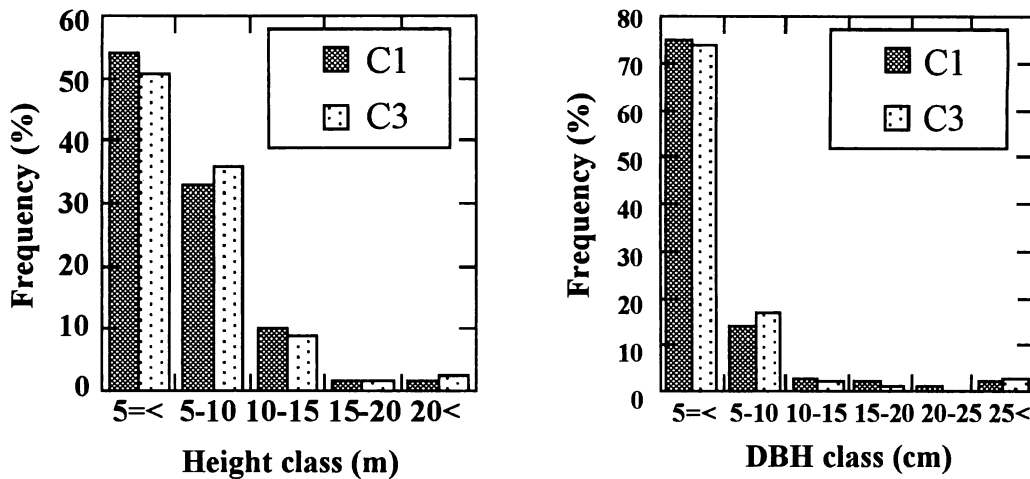 60
50
40
30
20
10
0
Frequency (%)
C1
C3
5=< 5-10 10-15 15-20 20<
Height class (m)
80
70
60
50
40
30
20
10
0
Frequency (%)
C1
C3
5=< 5-10 10-15 15-20 20-25 25<
DBH class (cm)